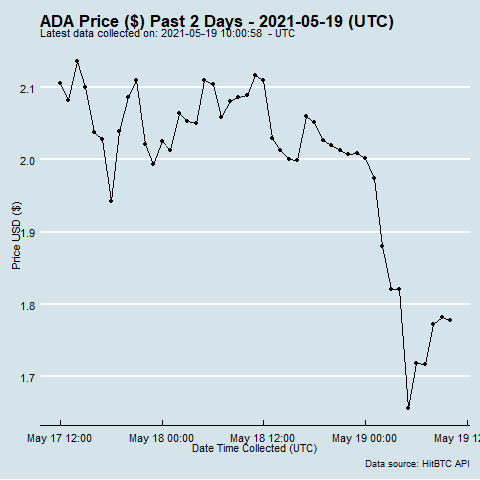 ADA Price ($) Past 2 Days - 2021-05-19 (UTC)
Latest data collected on: 2021-05-19 10:00:58 - UTC
2.1
2.0
1.9
1.8
1.7
Price USD ($)
May 17 12:00 May 18 00:00 May 18 12:00 May 19 00:00 May 19 12
Date Time Collected (UTC)
Data source: HitBTC API